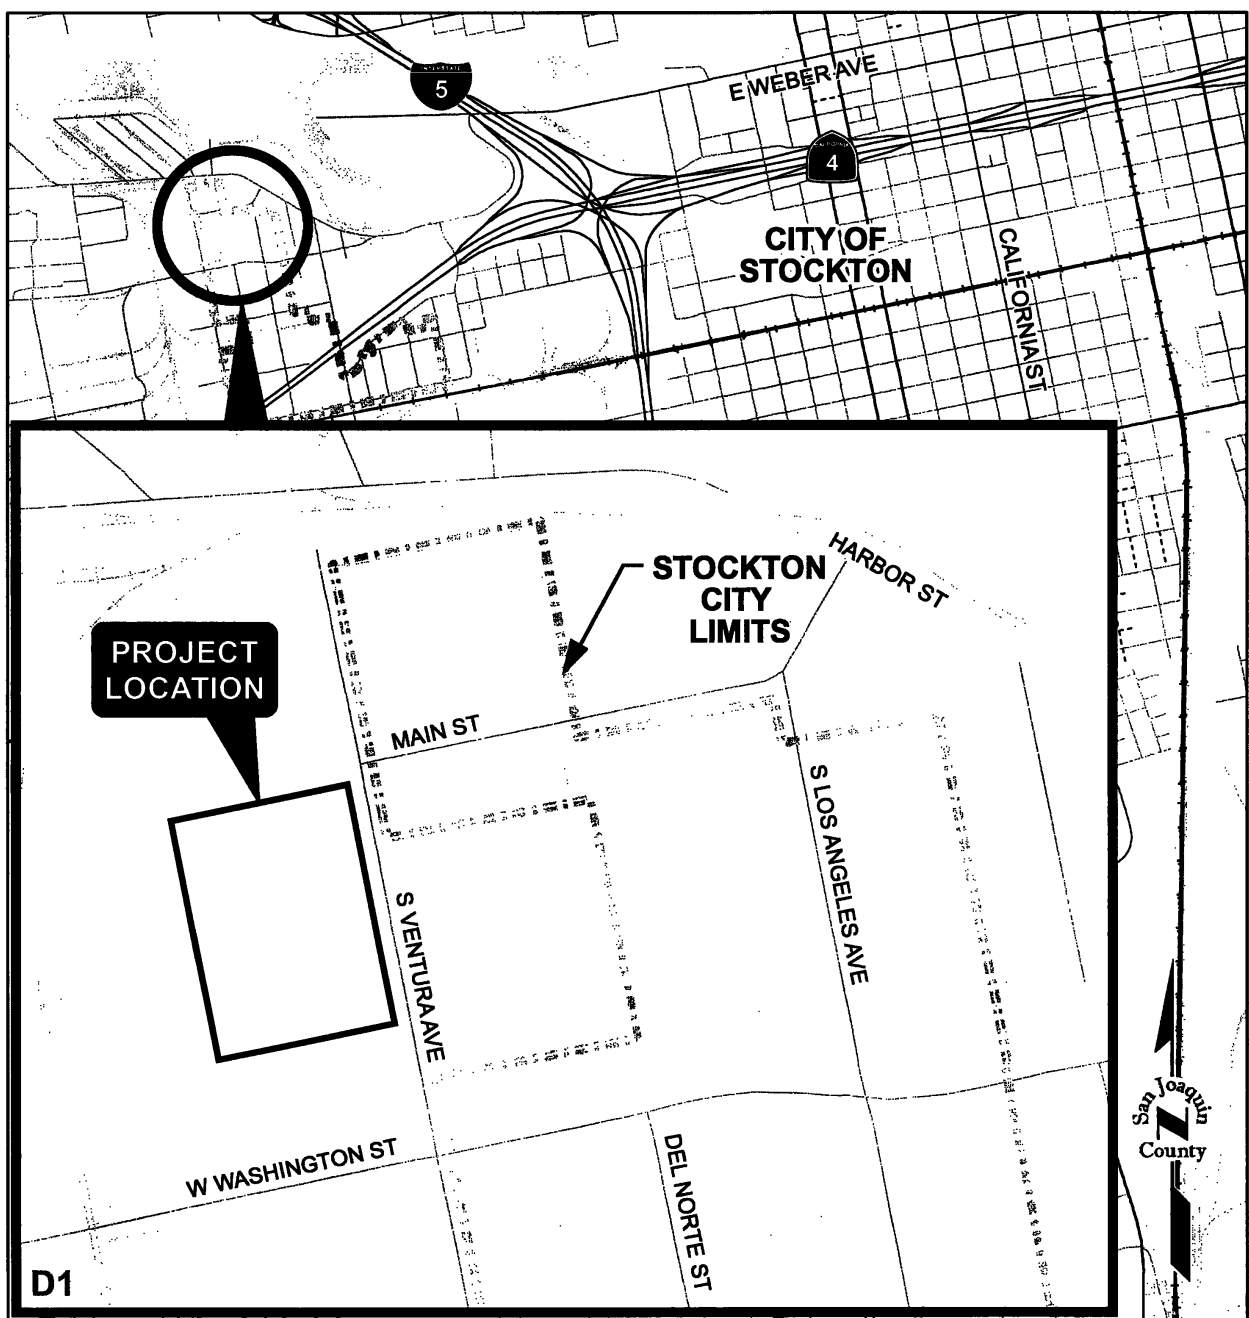 INTERSTATE
5
E WEBER AVE
4
CITY OF
STOCKTON
CALIFORNIA ST
STOCKTON
CITY
LIMITS
HARBOR ST
PROJECT
LOCATION
MAIN ST
S LOS ANGELES AVE
S VENTURA AVE
W WASHINGTON ST
DEL NORTE ST
San Joaquin
County
D1